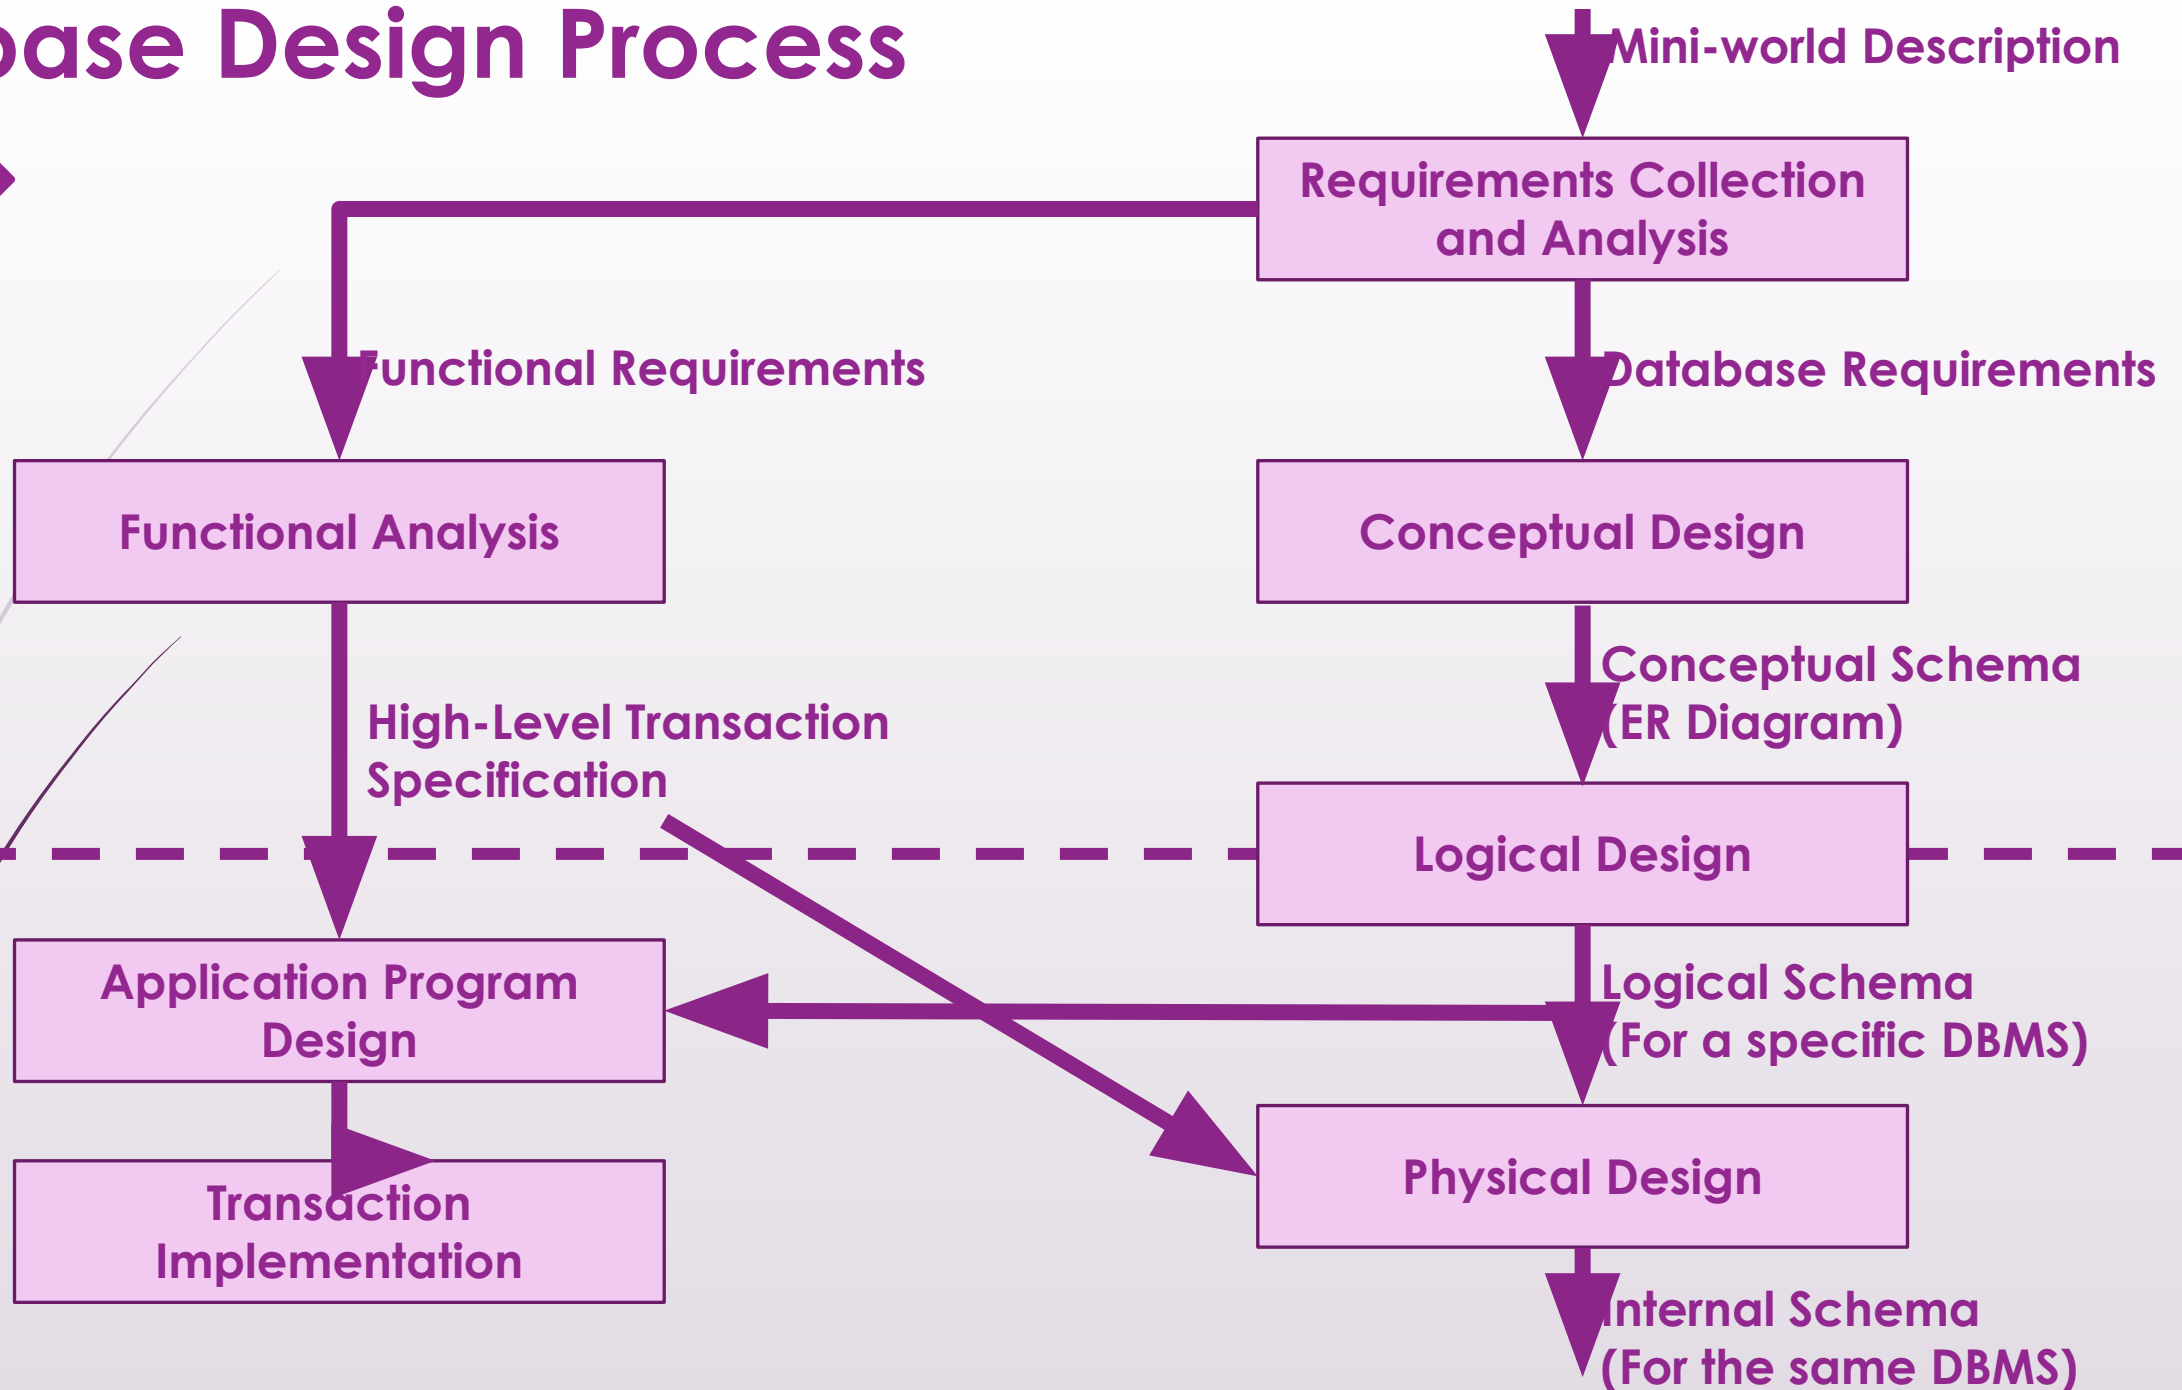 base Design Process
Mini-world Description
Requirements Collection
and Analysis
Functional Requirements
Database Requirements
Functional Analysis
Conceptual Design
Conceptual Schema
(ER Diagram)
High-Level Transaction
Specification
Logical Design
Application Program
Design
Logical Schema
(For a specific DBMS)
Physical Design
Transaction
Implementation
Internal Schema
(For the same DBMS)